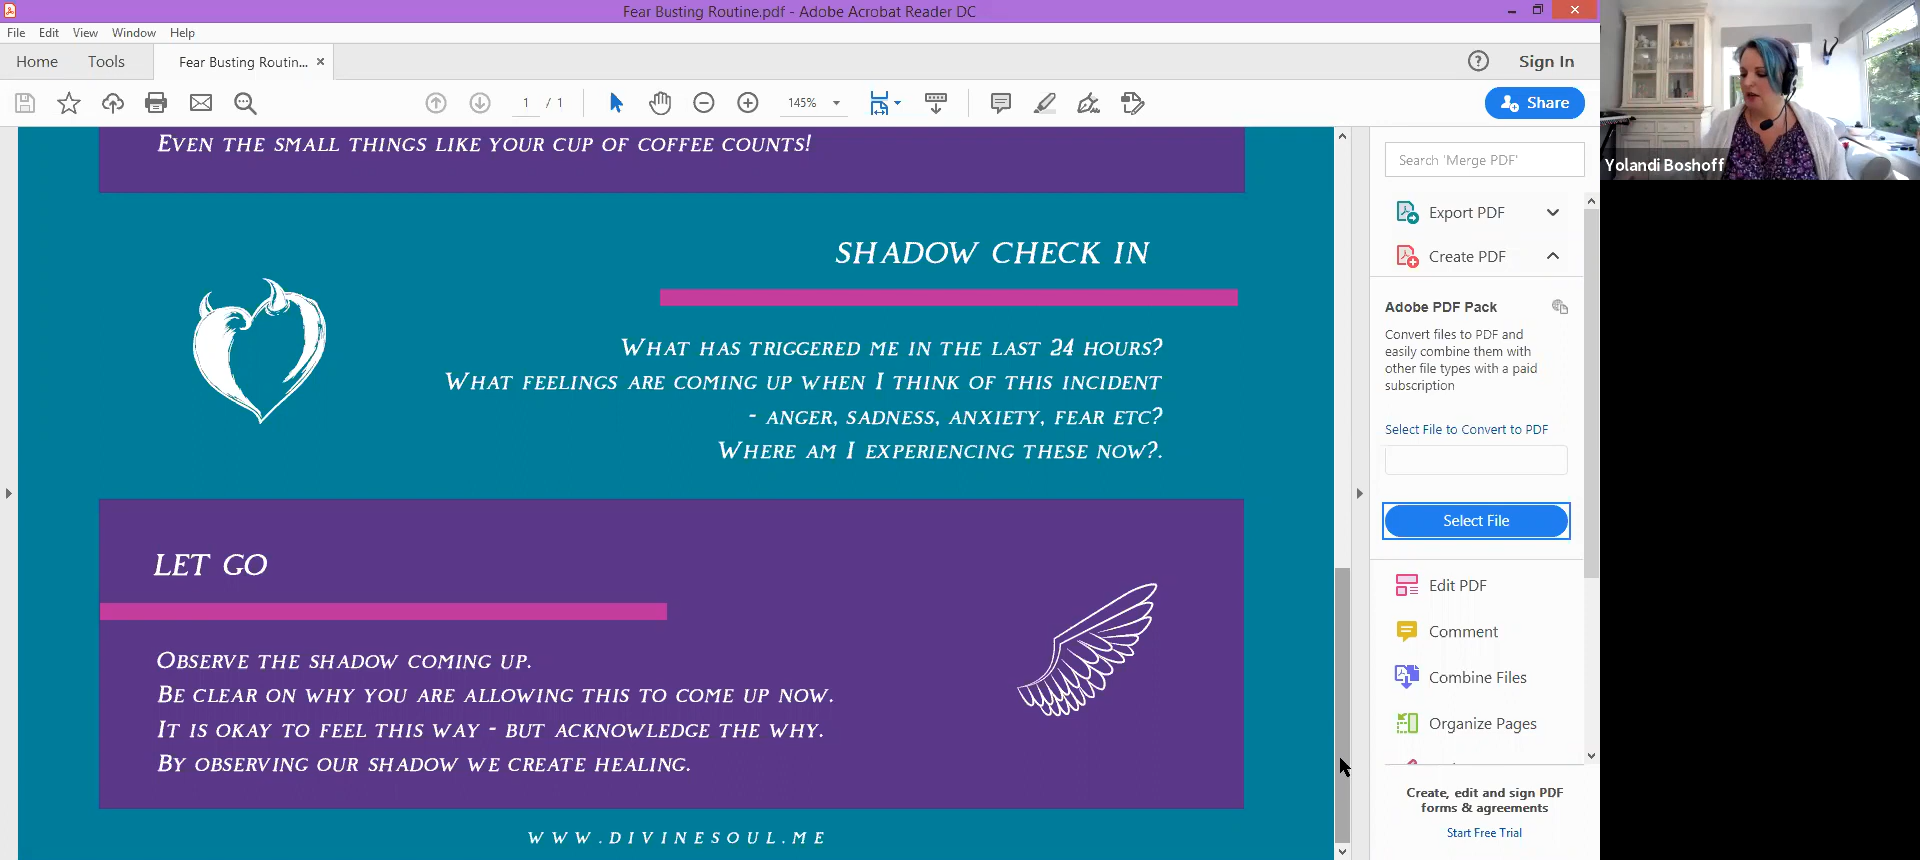 Fear Busting Routine.pdf - Adobe Acrobat Reader DC
File Edit View Window Help
Home Tools Fear Busting Routin... × Sign In
1 / 1 145% Share
EVEN THE SMALL THINGS LIKE YOUR CUP OF COFFEE COUNTS!
SHADOW CHECK IN
WHAT HAS TRIGGERED ME IN THE LAST 24 HOURS?
WHAT FEELINGS ARE COMING UP WHEN I THINK OF THIS INCIDENT
- ANGER, SADNESS, ANXIETY, FEAR ETC?
WHERE AM I EXPERIENCING THESE NOW?.
LET GO
OBSERVE THE SHADOW COMING UP.
BE CLEAR ON WHY YOU ARE ALLOWING THIS TO COME UP NOW.
IT IS OKAY TO FEEL THIS WAY - BUT ACKNOWLEDGE THE WHY.
BY OBSERVING OUR SHADOW WE CREATE HEALING.
WWW.DIVINESOUL.ME
Search 'Merge PDF'
Export PDF
Create PDF
Adobe PDF Pack
Convert files to PDF and
easily combine them with
other file types with a paid
subscription
Select File to Convert to PDF
Select File
Edit PDF
Comment
Combine Files
Organize Pages
Create, edit and sign PDF
forms & agreements
Start Free Trial
Yolandi Boshoff